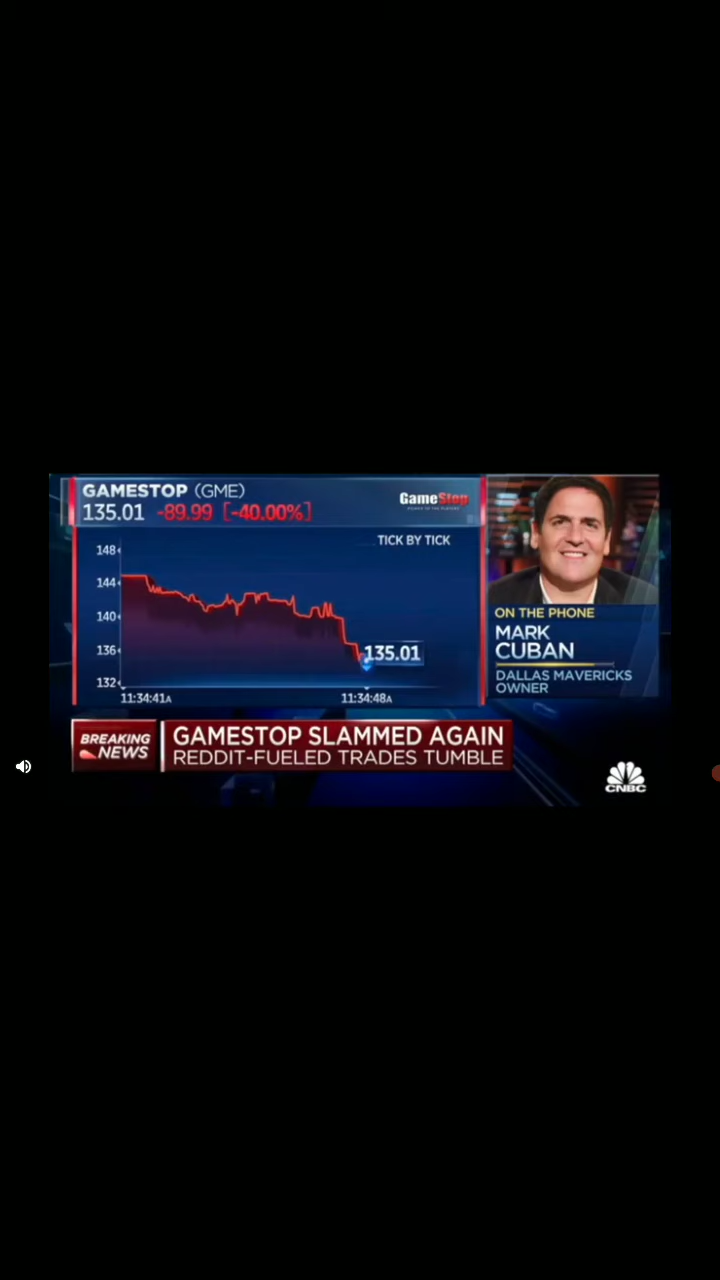 GAMESTOP (GME)
135.01 -89.99 [-40.00%]
GameStop
TICK BY TICK
148
144
140
136
132
135.01
11:34:41A
11:34:48A
ON THE PHONE
MARK
CUBAN
DALLAS MAVERICKS
OWNER
BREAKING
NEWS
GAMESTOP SLAMMED AGAIN
REDDIT-FUELED TRADES TUMBLE
CNBC